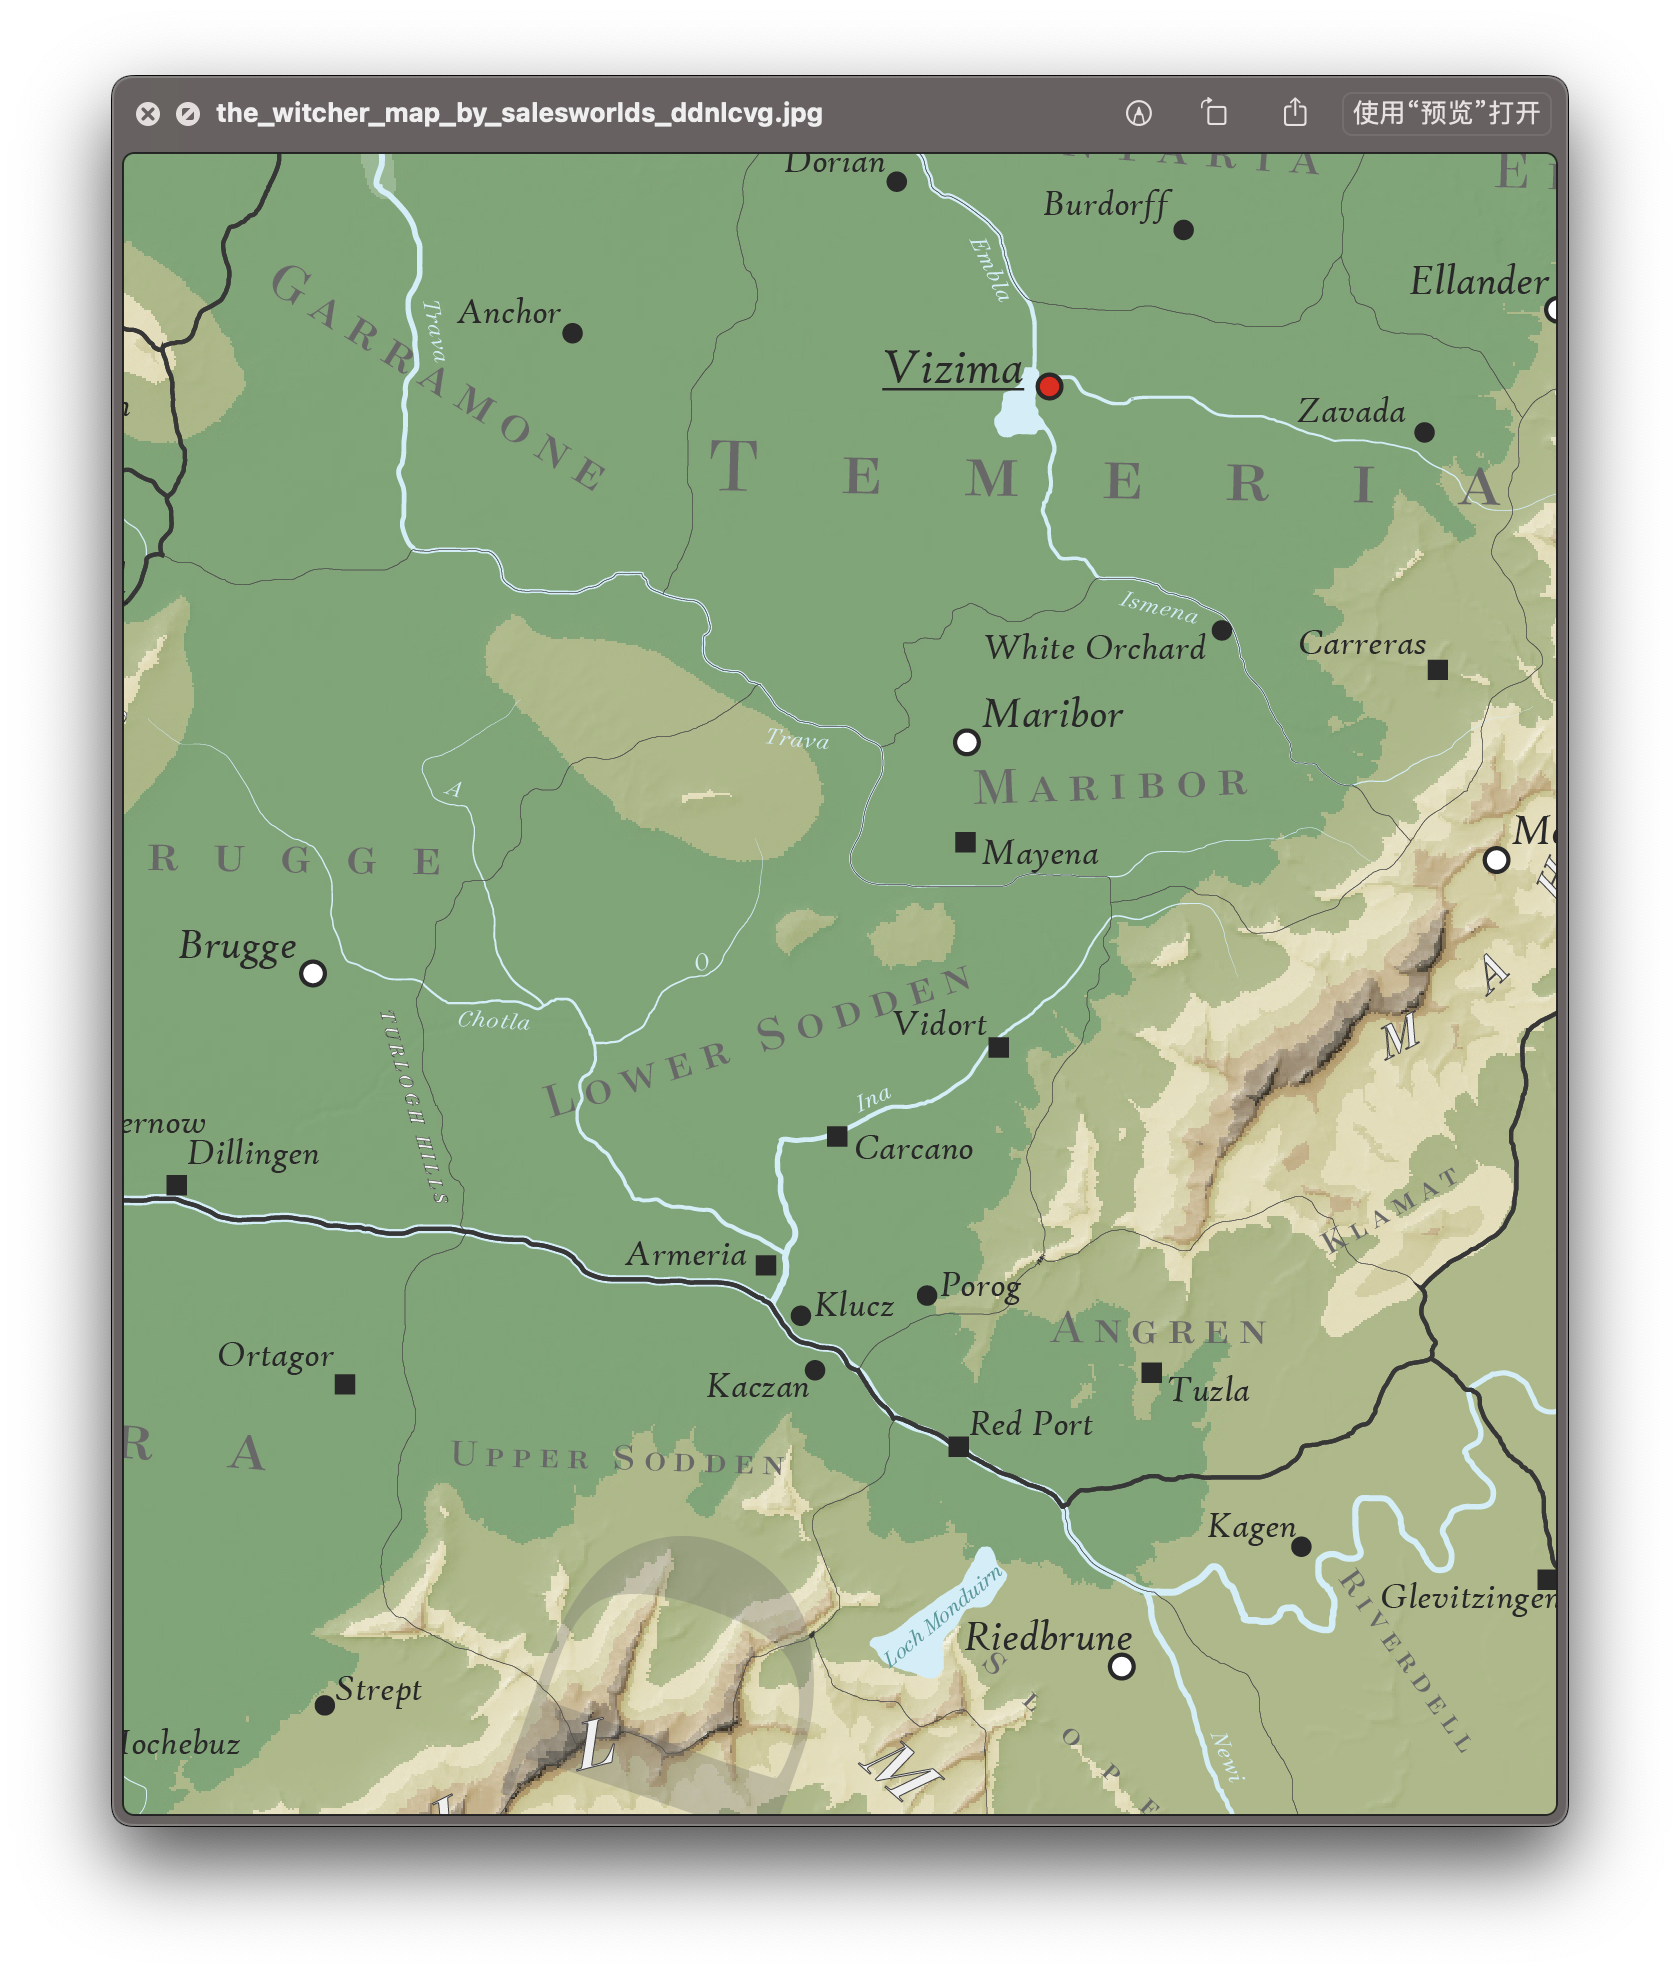 the_witcher_map_by_salesworlds_ddnlcvg.jpg
使用“预览”打开
Dorian
Burdorff
Embla
Ellander
GARRAMONE
Trava
Anchor
Vizima
Zavada
TEMERIA
Ismena
White Orchard
Carreras
Maribor
Trava
MARIBOR
A
Mayena
RUGGE
Brugge
O
Chotla
LOWER SODDEN
Vidort
TURLOGH HILLS
MAH
Ina
Carcano
ernow
Dillingen
KLAMAT
Armeria
Klucz
Porog
ANGREN
Ortagor
Kaczan
Tuzla
Red Port
RA
UPPER SODDEN
Kagen
Glevitzingen
RIVERDELL
Loch Monduirn
Riedbrune
SLOPE
Strept
Newi
ochebuz
L
M